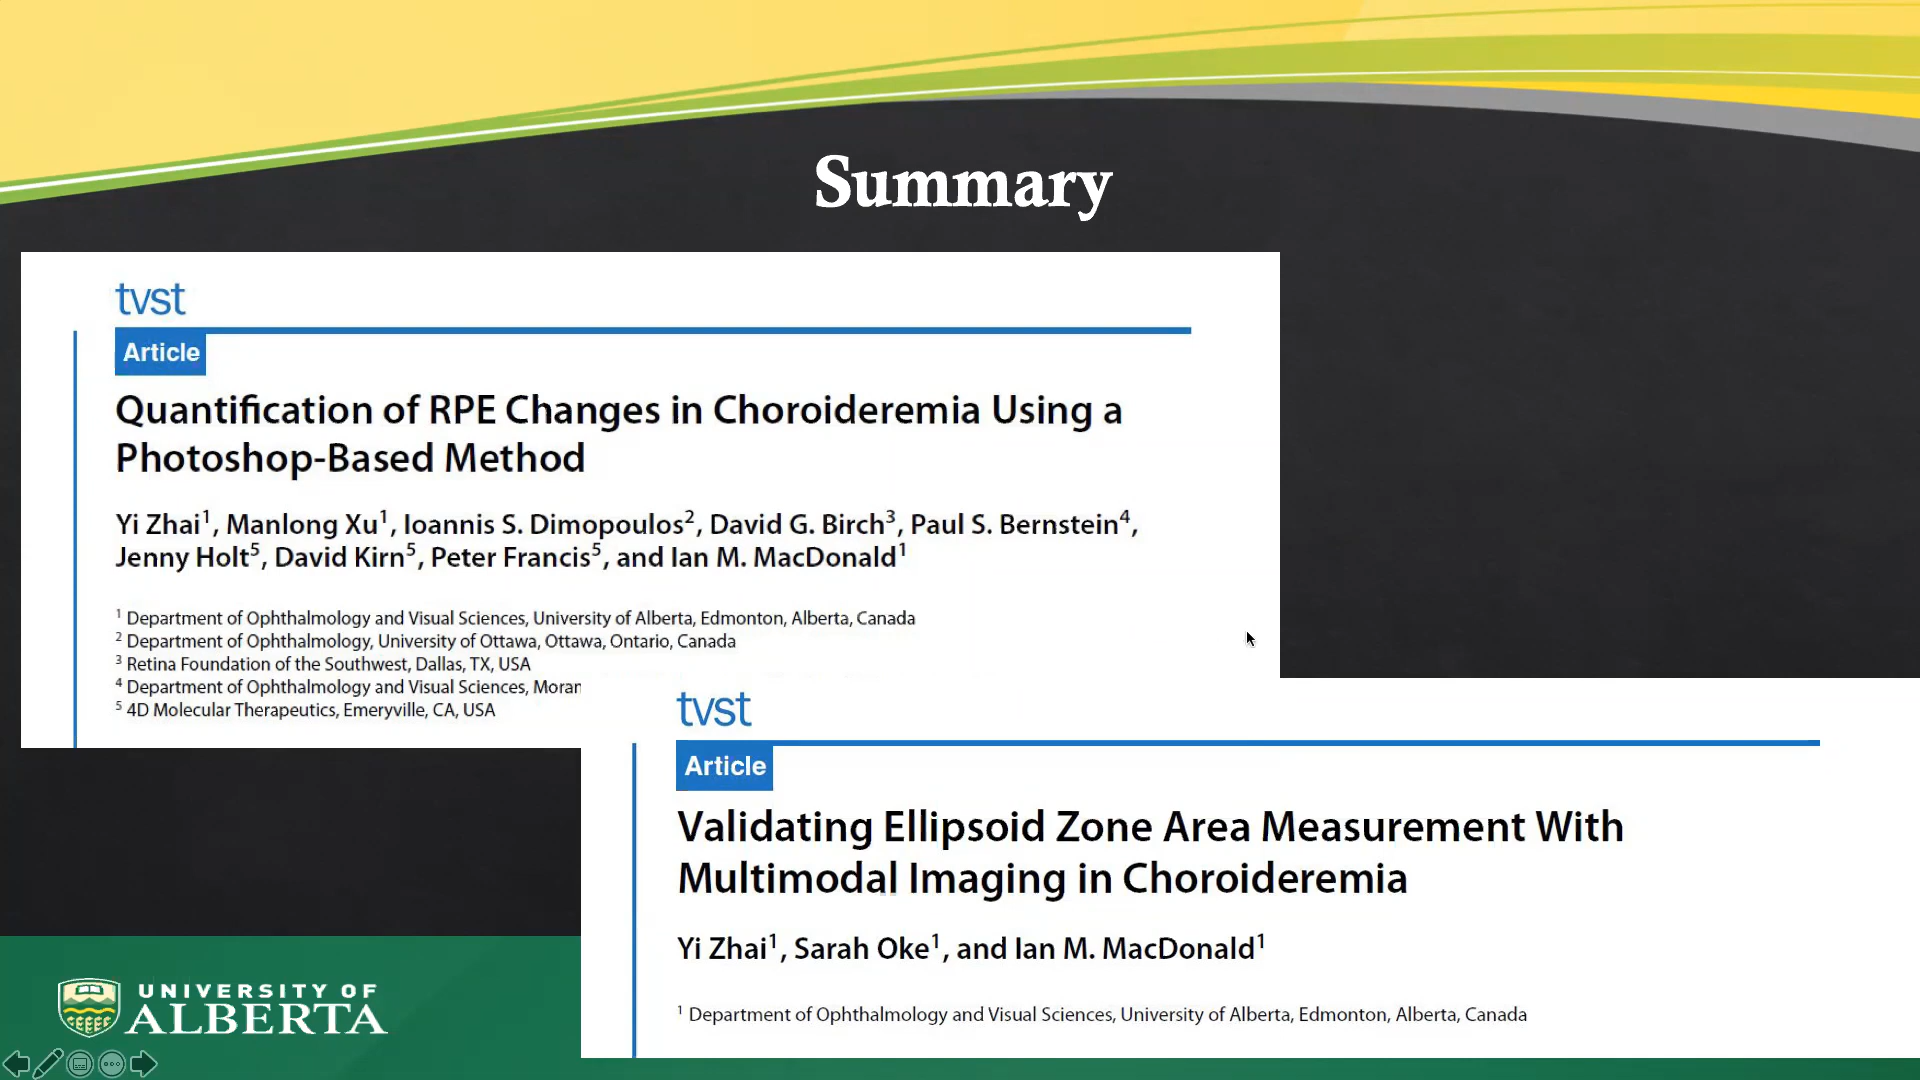 Summary
tvst
Article
Quantification of RPE Changes in Choroideremia Using a
Photoshop-Based Method
Yi Zhai¹, Manlong Xu¹, Ioannis S. Dimopoulos², David G. Birch³, Paul S. Bernstein⁴,
Jenny Holt⁵, David Kirn⁵, Peter Francis⁵, and Ian M. MacDonald¹
¹ Department of Ophthalmology and Visual Sciences, University of Alberta, Edmonton, Alberta, Canada
² Department of Ophthalmology, University of Ottawa, Ottawa, Ontario, Canada
³ Retina Foundation of the Southwest, Dallas, TX, USA
⁴ Department of Ophthalmology and Visual Sciences, Moran
⁵ 4D Molecular Therapeutics, Emeryville, CA, USA
tvst
Article
Validating Ellipsoid Zone Area Measurement With
Multimodal Imaging in Choroideremia
Yi Zhai¹, Sarah Oke¹, and Ian M. MacDonald¹
¹ Department of Ophthalmology and Visual Sciences, University of Alberta, Edmonton, Alberta, Canada
UNIVERSITY OF
ALBERTA